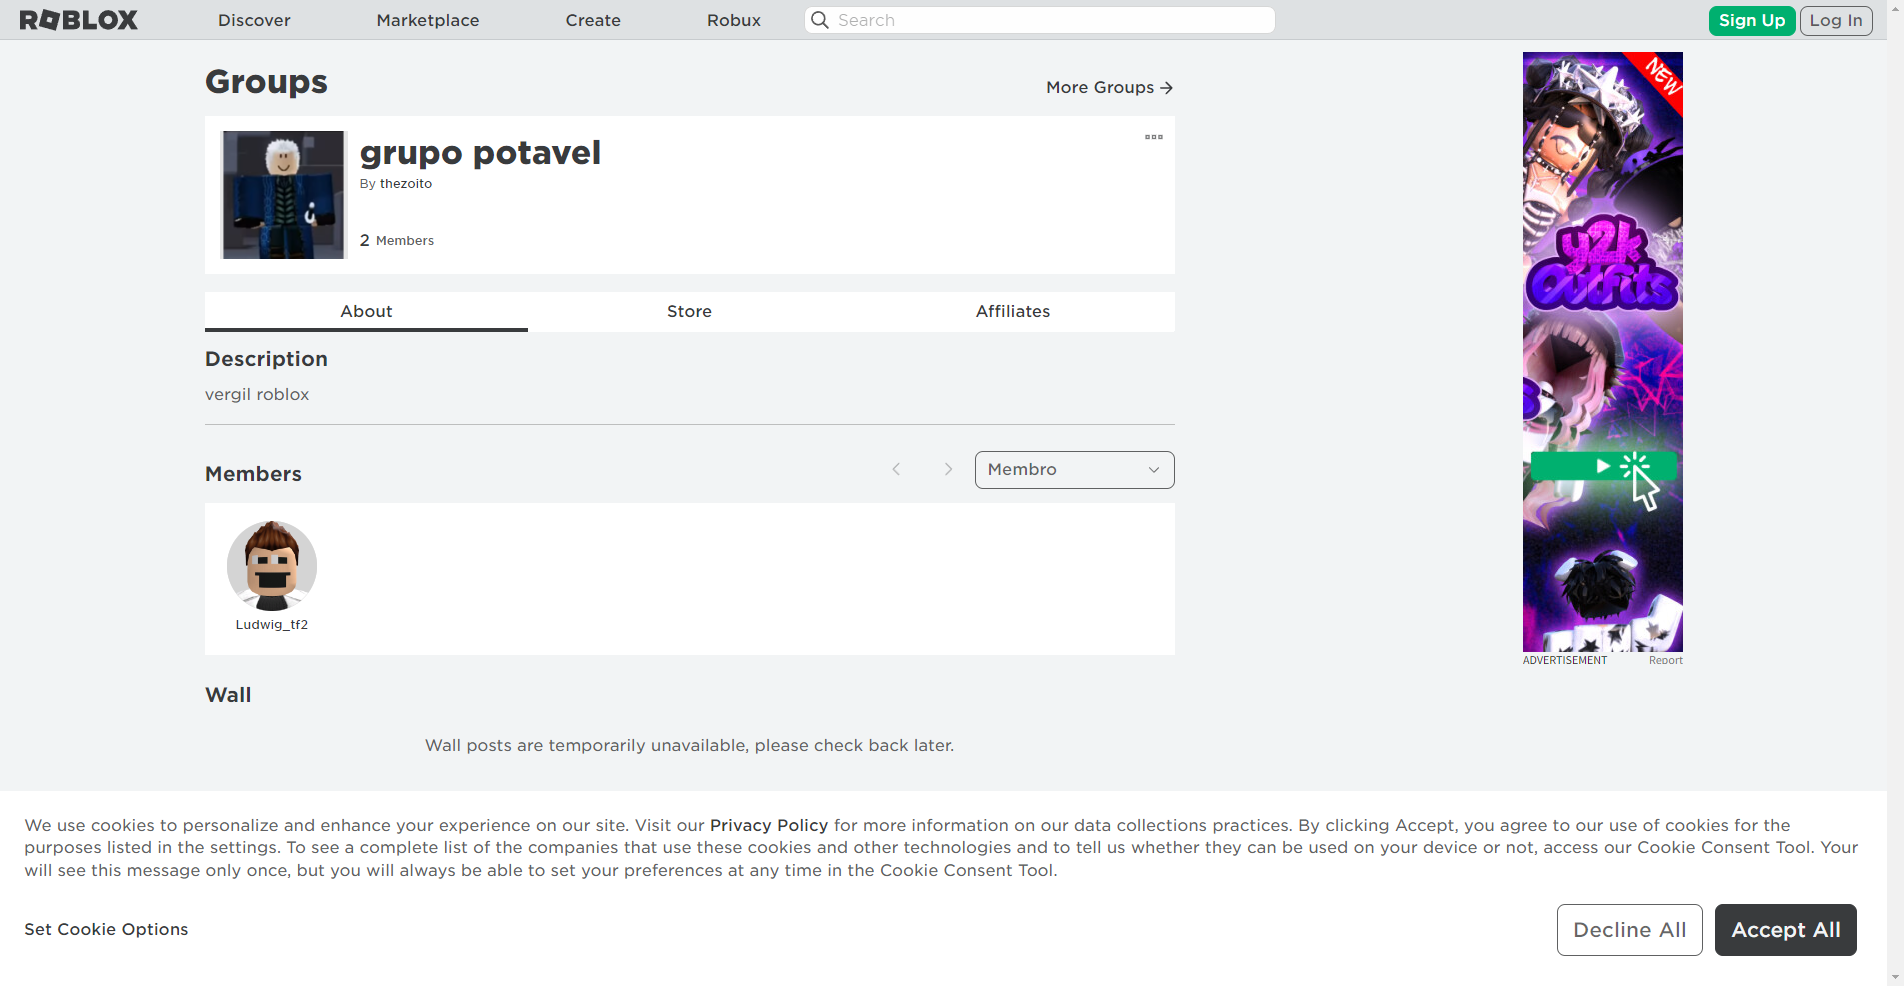 ROBLOX
Discover
Marketplace
Create
Robux
Search
Sign Up
Log In
Groups
More Groups
grupo potavel
By thezoito
2 Members
About
Store
Affiliates
Description
vergil roblox
Members
Membro
Ludwig_tf2
Wall
Wall posts are temporarily unavailable, please check back later.
NEW
y2k
Outfits
ADVERTISEMENT
Report
We use cookies to personalize and enhance your experience on our site. Visit our Privacy Policy for more information on our data collections practices. By clicking Accept, you agree to our use of cookies for the
purposes listed in the settings. To see a complete list of the companies that use these cookies and other technologies and to tell us whether they can be used on your device or not, access our Cookie Consent Tool. Your
will see this message only once, but you will always be able to set your preferences at any time in the Cookie Consent Tool.
Set Cookie Options
Decline All
Accept All